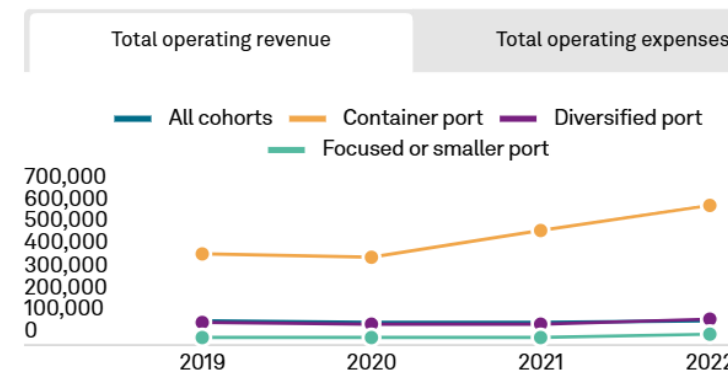 Total operating revenue Total operating expenses
All cohorts Container port Diversified port
Focused or smaller port
700,000
600,000
500,000
400,000
300,000
200,000
100,000
0
2019 2020 2021 2022